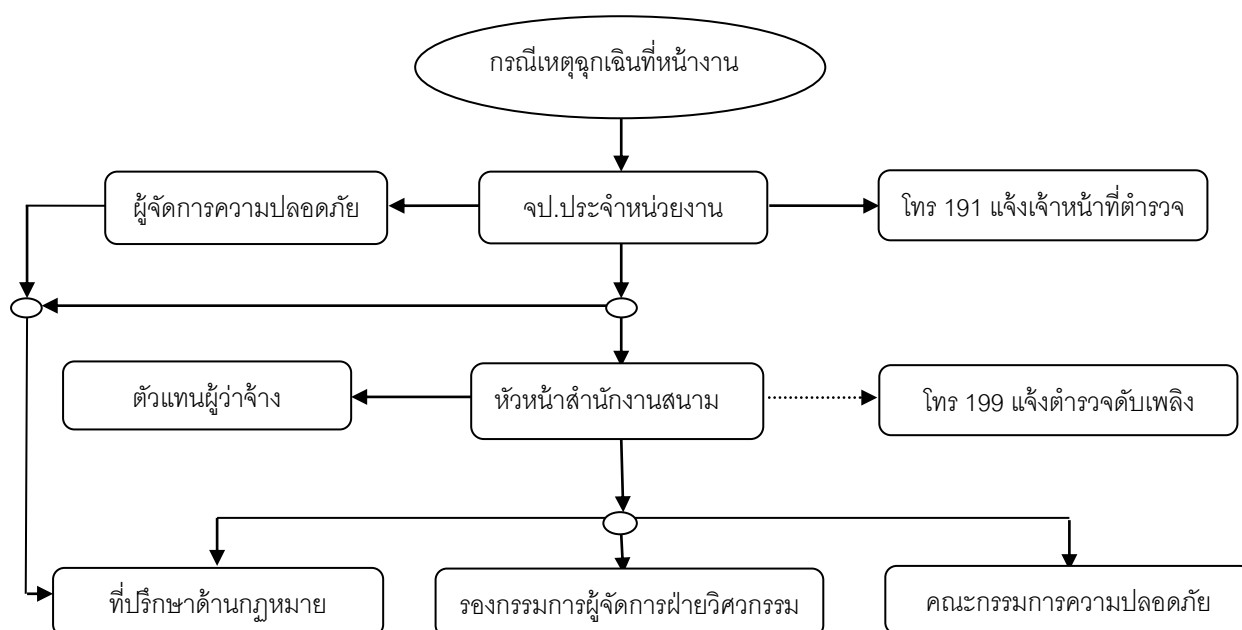 กรณีเหตุฉุกเฉินที่หน้างาน
ผู้จัดการความปลอดภัย
จป.ประจำหน่วยงาน
โทร 191 แจ้งเจ้าหน้าที่ตำรวจ
ตัวแทนผู้ว่าจ้าง
หัวหน้าสำนักงานสนาม
โทร 199 แจ้งตำรวจดับเพลิง
ที่ปรึกษาด้านกฎหมาย
รองกรรมการผู้จัดการฝ่ายวิศวกรรม
คณะกรรมการความปลอดภัย